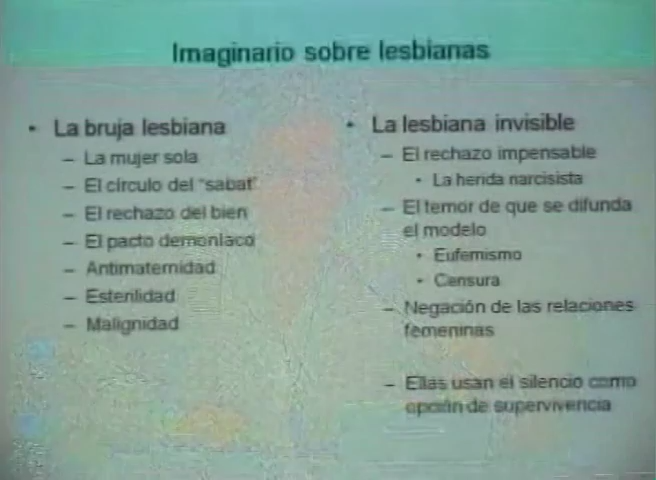 Imaginario sobre lesbianas
• La bruja lesbiana
– La mujer sola
– El círculo del "sabat"
– El rechazo del bien
– El pacto demoníaco
– Antimaternidad
– Esterilidad
– Malignidad
• La lesbiana invisible
– El rechazo impensable
• La herida narcisista
– El temor de que se difunda
el modelo
• Eufemismo
• Censura
– Negación de las relaciones
femeninas
– Ellas usan el silencio como
opción de supervivencia